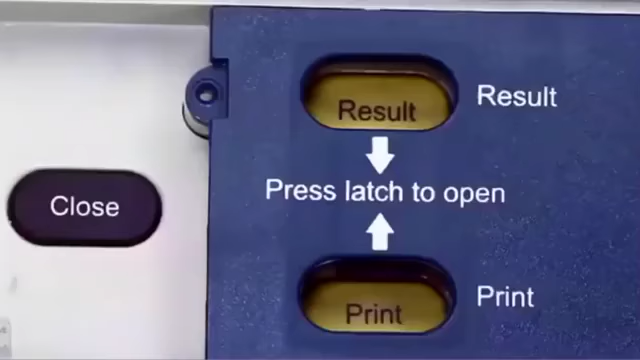 Result
Result
Press latch to open
Close
Print
Print